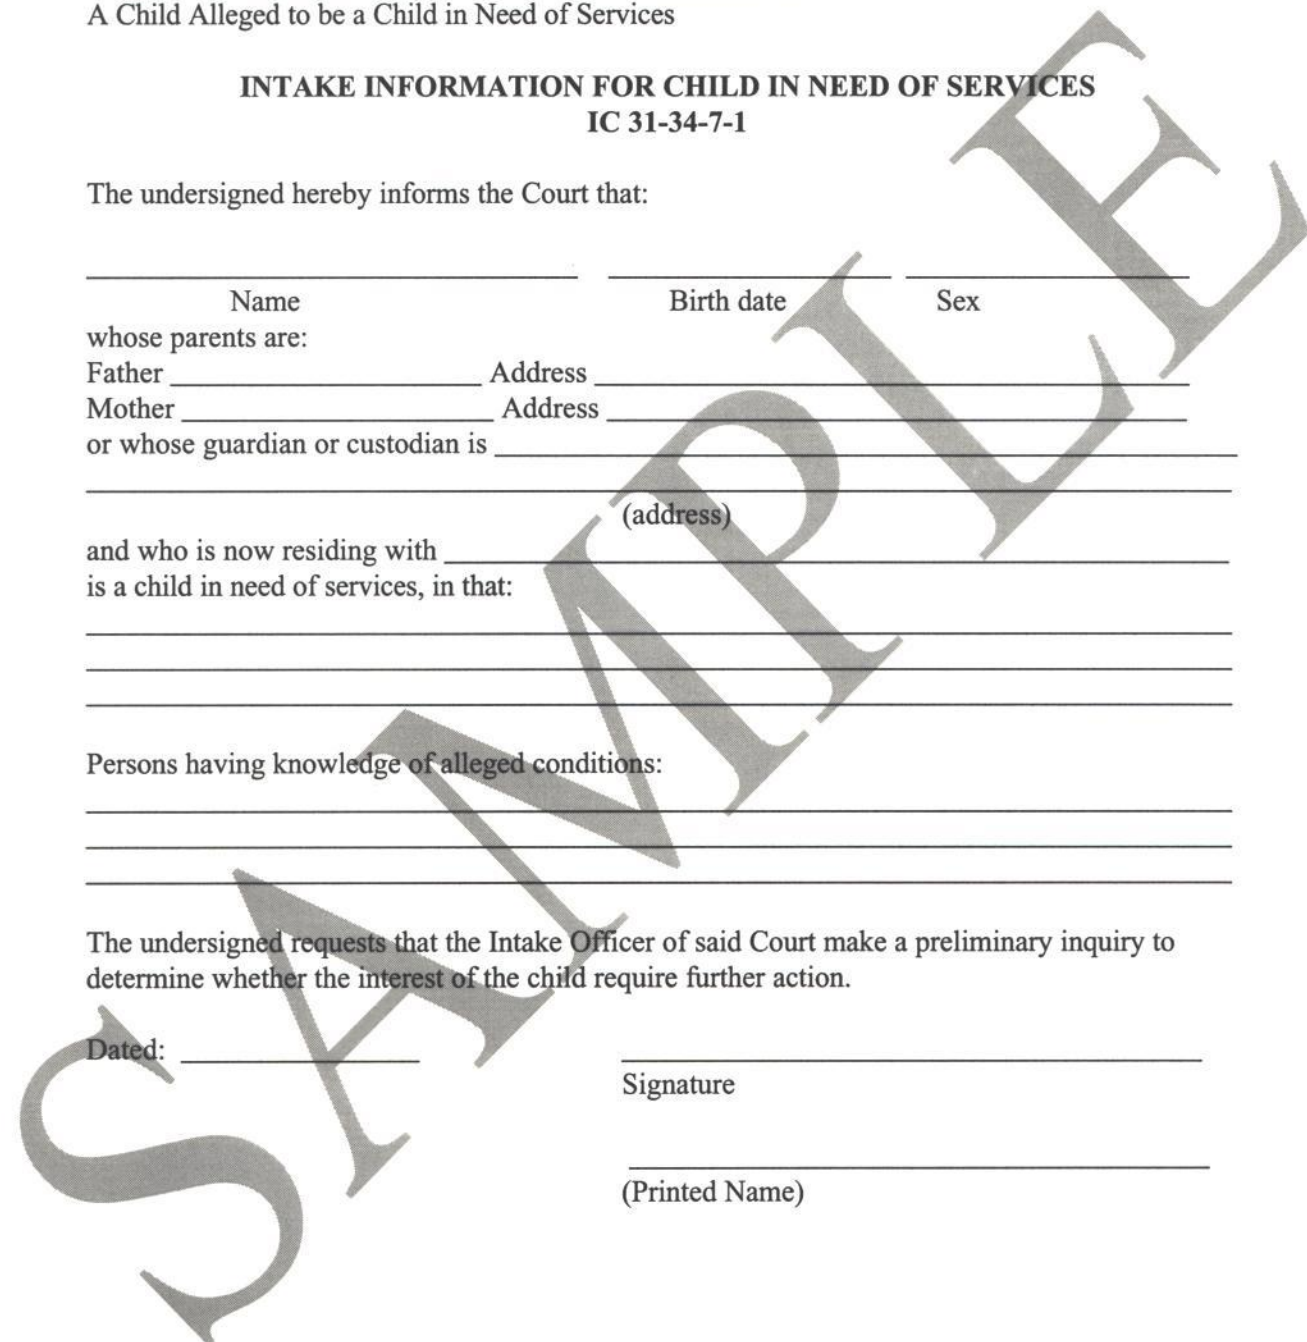 A Child Alleged to be a Child in Need of Services
INTAKE INFORMATION FOR CHILD IN NEED OF SERVICES
IC 31-34-7-1
The undersigned hereby informs the Court that:
Name Birth date Sex
whose parents are:
Father Address
Mother Address
or whose guardian or custodian is
(address)
and who is now residing with
is a child in need of services, in that:
Persons having knowledge of alleged conditions:
The undersigned requests that the Intake Officer of said Court make a preliminary inquiry to
determine whether the interest of the child require further action.
Dated:
Signature
(Printed Name)
SAMPLE